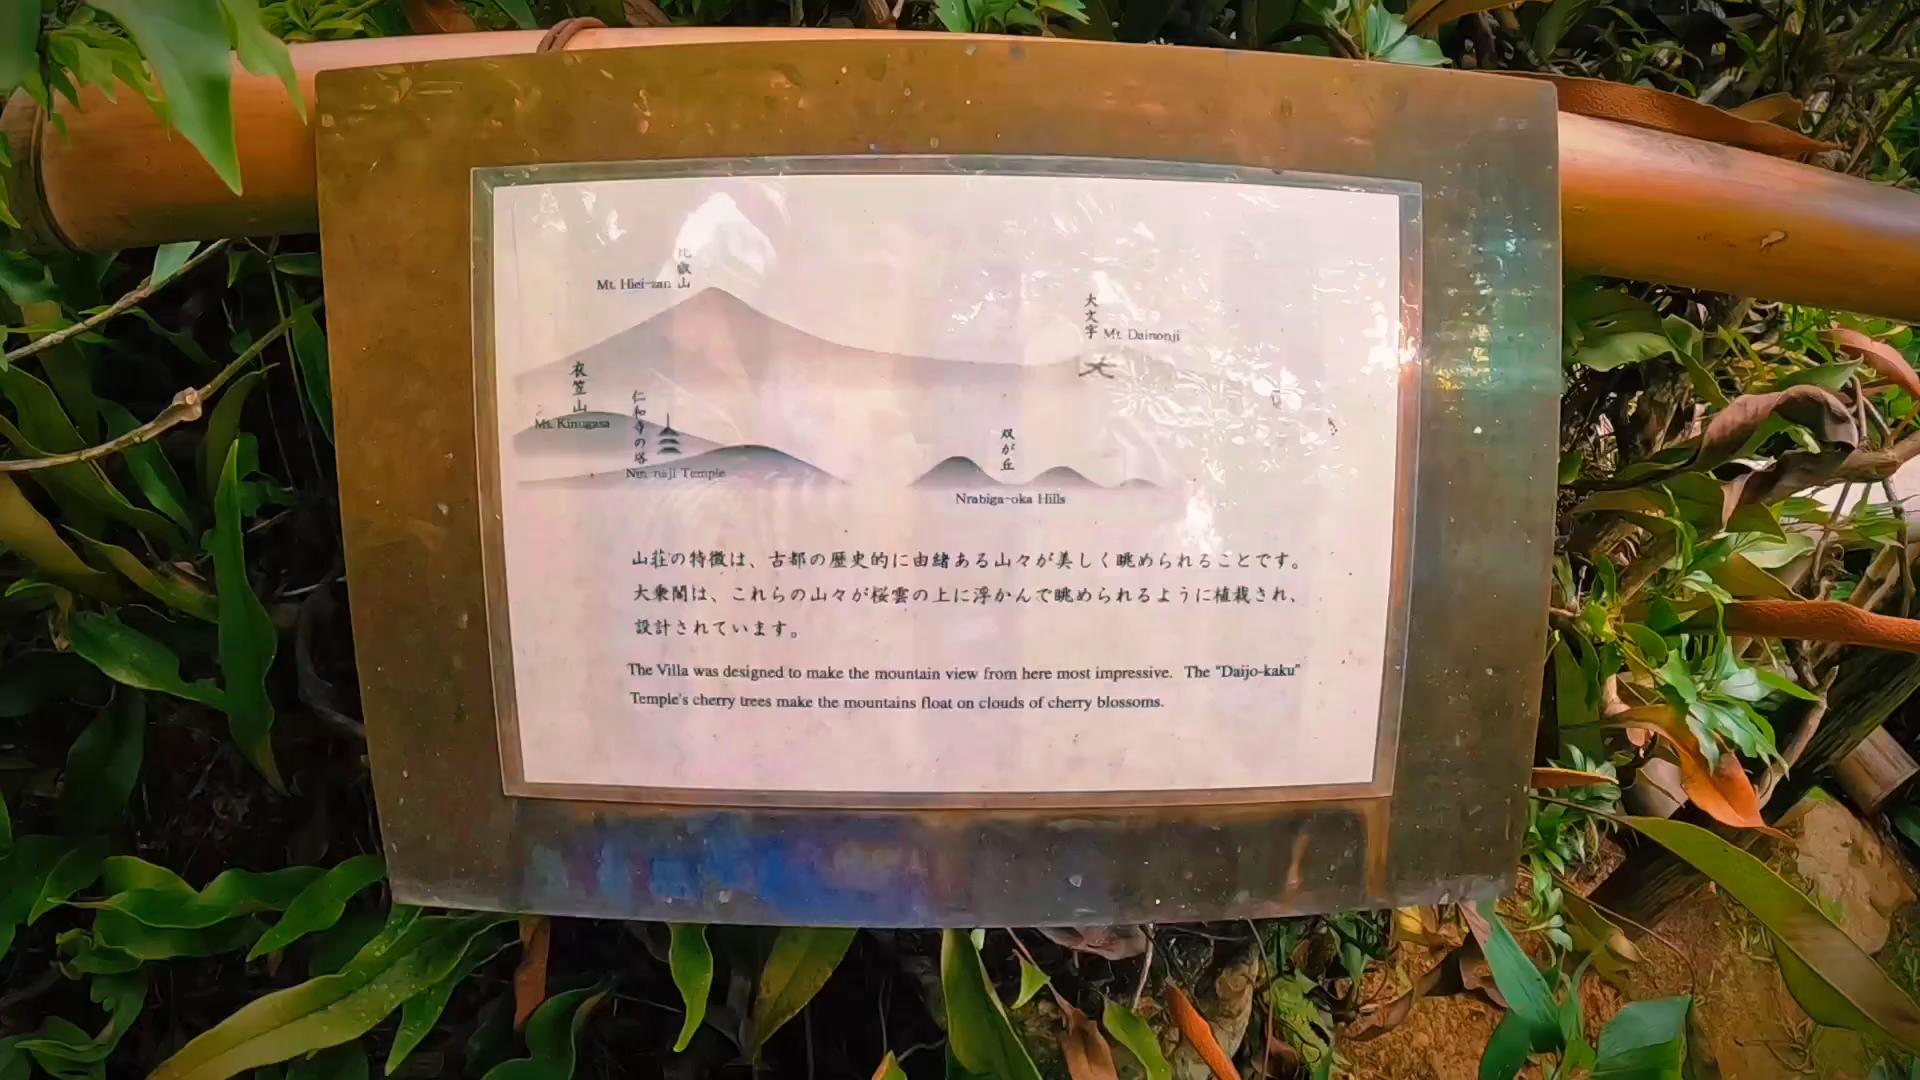 比叡山
Mt. Hiei-zan
大文字
Mt. Dainonji
大
衣笠山
Mt. Kinugasa
仁和寺の塔
Nin-naji Temple
双が丘
Nrabiga-oka Hills
山荘の特徴は、古都の歴史的に由緒ある山々が美しく眺められることです。
大乗閣は、これらの山々が桜雲の上に浮かんで眺められるように植栽され、
設計されています。
The Villa was designed to make the mountain view from here most impressive. The "Daijo-kaku"
Temple's cherry trees make the mountains float on clouds of cherry blossoms.